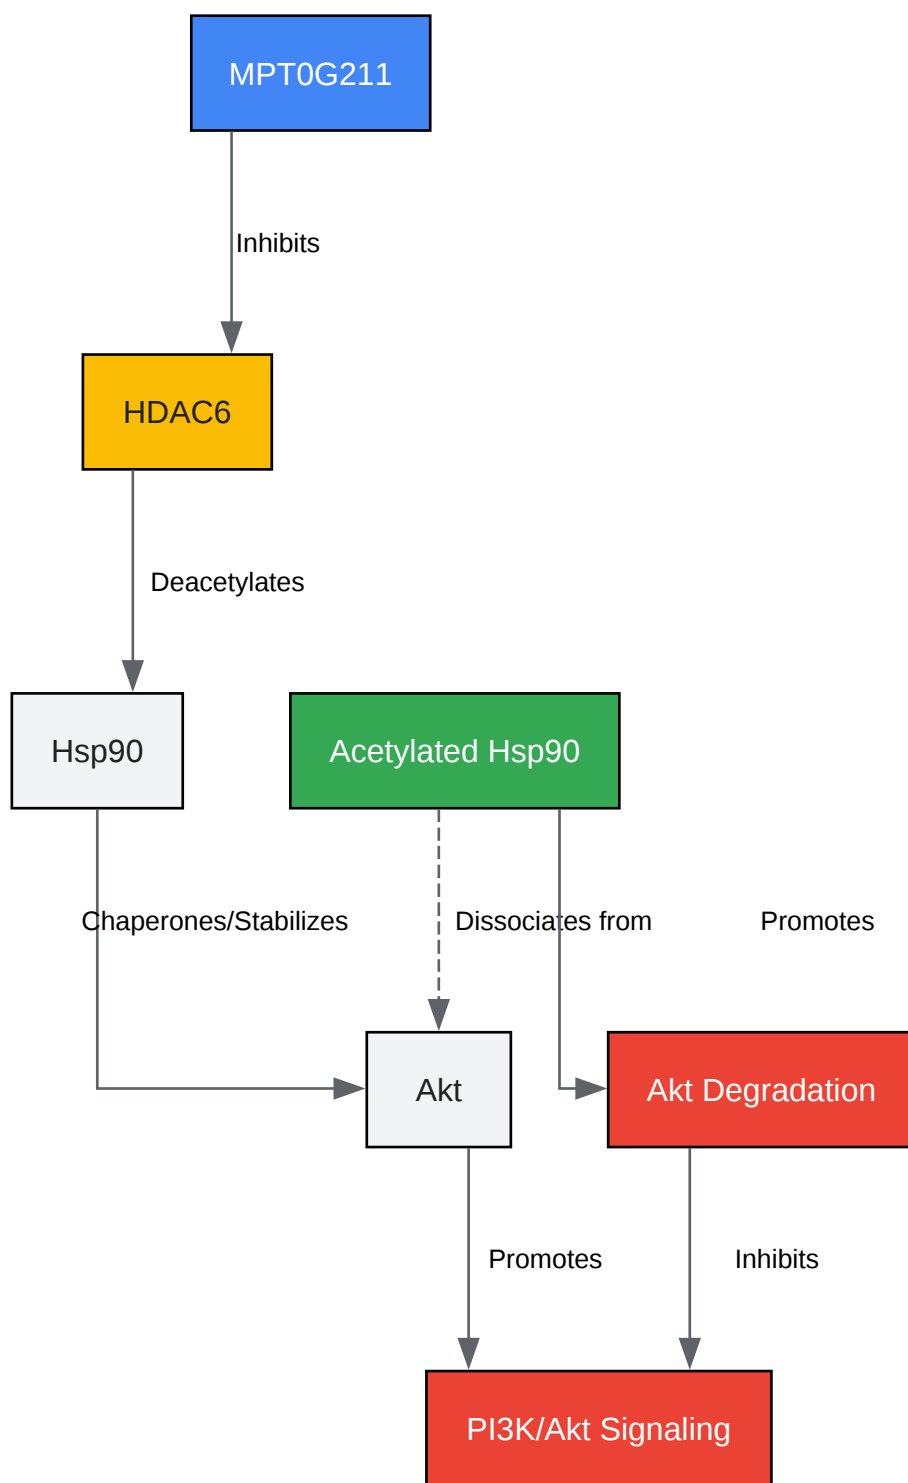 MPT0G211
Inhibits
HDAC6
Deacetylates
Hsp90
Acetylated Hsp90
Chaperones/Stabilizes
Dissociates from
Promotes
Akt
Akt Degradation
Promotes
Inhibits
PI3K/Akt Signaling